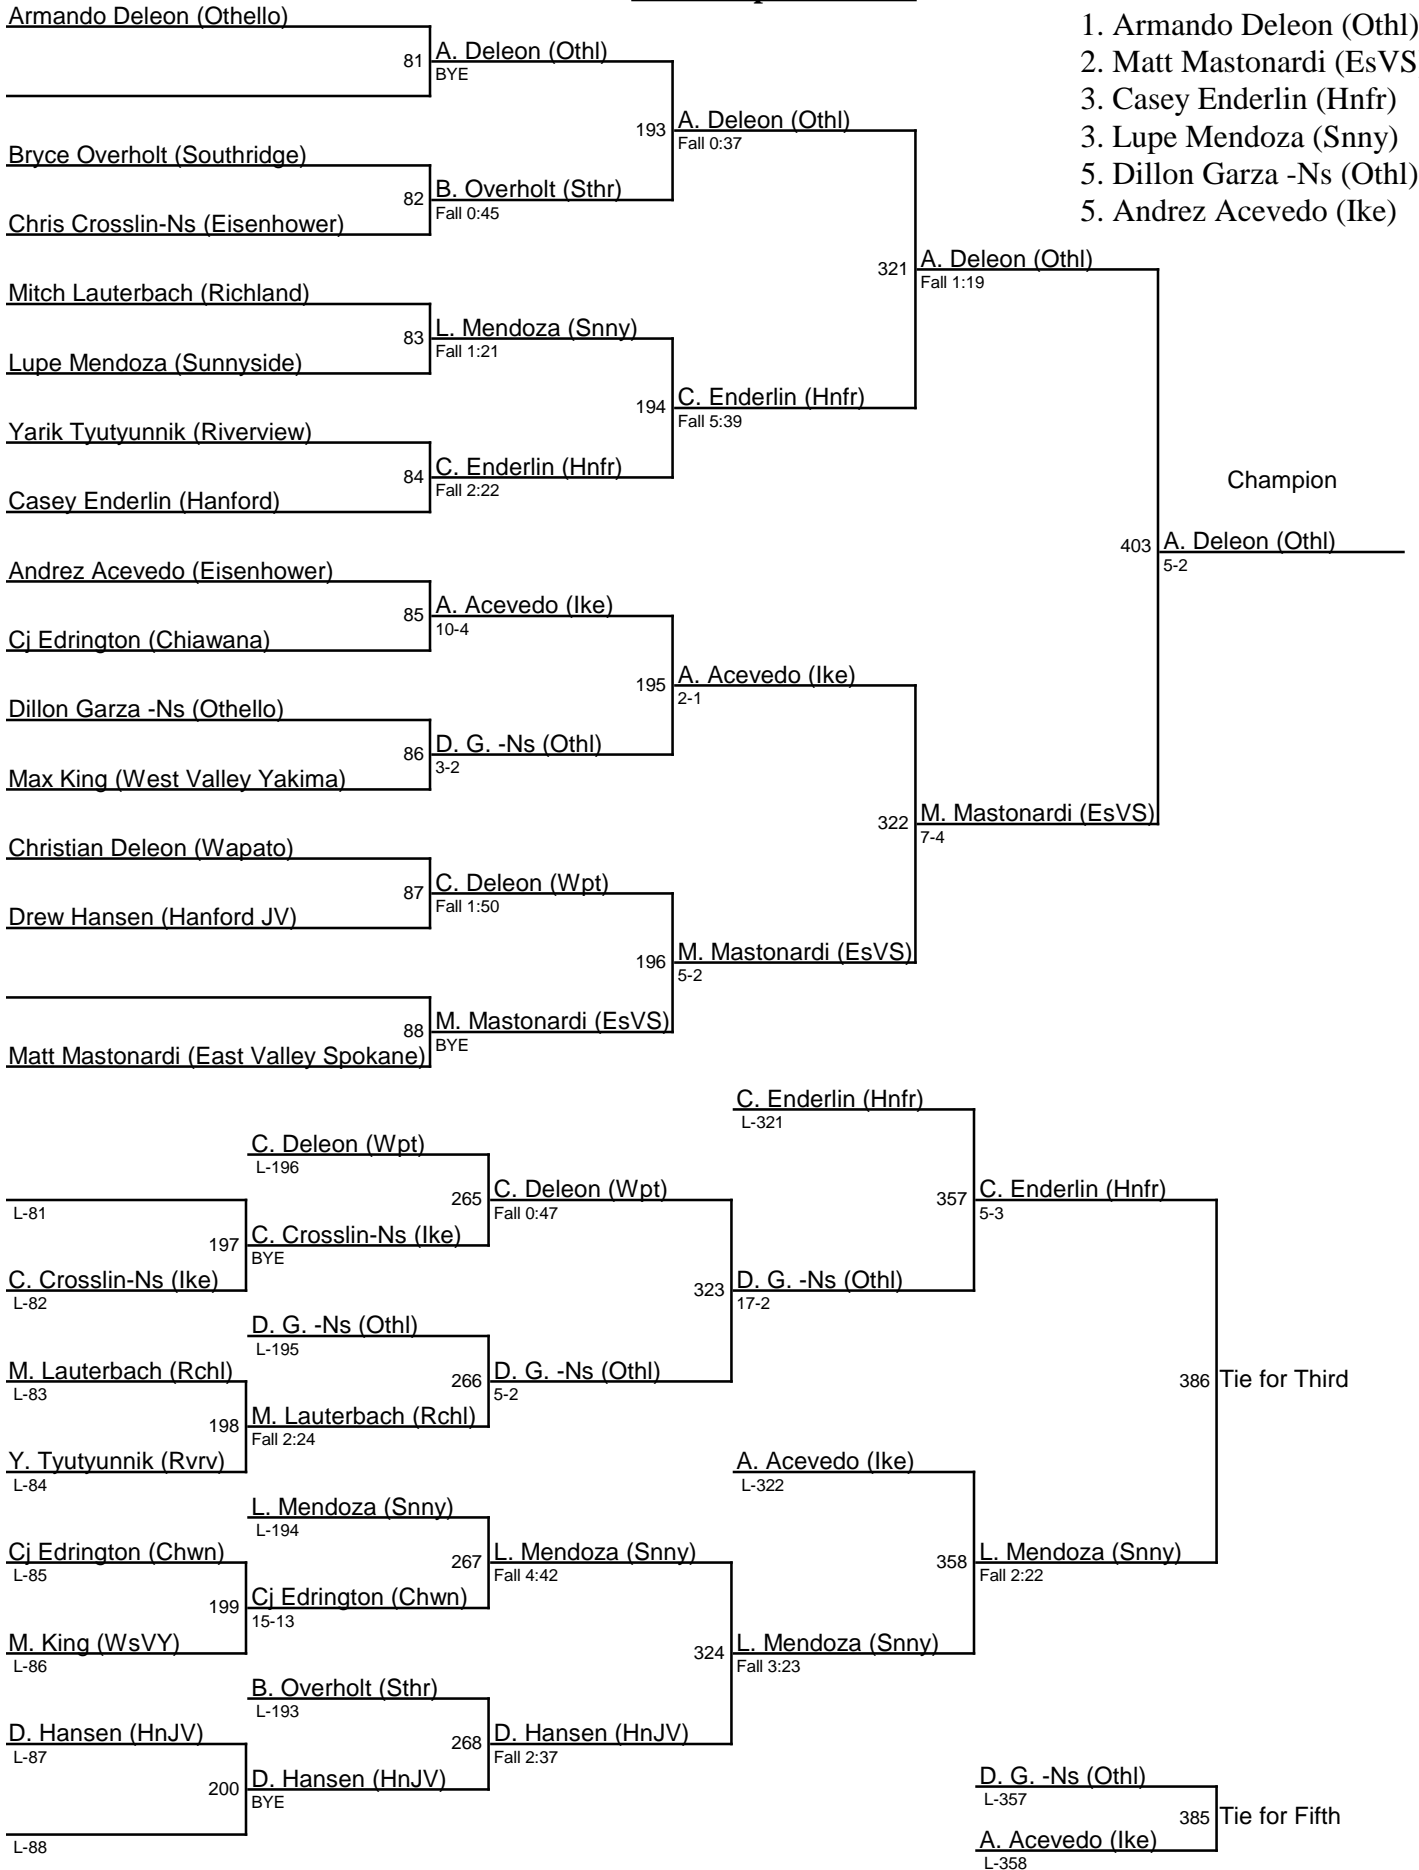 Armando Deleon (Othello)
81
A. Deleon (Othl)
BYE
Bryce Overholt (Southridge)
82
B. Overholt (Sthr)
Fall 0:45
Chris Crosslin-Ns (Eisenhower)
193
A. Deleon (Othl)
Fall 0:37
Mitch Lauterbach (Richland)
83
L. Mendoza (Snny)
Fall 1:21
Lupe Mendoza (Sunnyside)
194
C. Enderlin (Hnfr)
Fall 5:39
Yarik Tyutyunnik (Riverview)
84
C. Enderlin (Hnfr)
Fall 2:22
Casey Enderlin (Hanford)
321
A. Deleon (Othl)
Fall 1:19
1. Armando Deleon (Othl)
2. Matt Mastonardi (EsVS
3. Casey Enderlin (Hnfr)
3. Lupe Mendoza (Snny)
5. Dillon Garza -Ns (Othl)
5. Andrez Acevedo (Ike)
Champion
403
A. Deleon (Othl)
5-2
Andrez Acevedo (Eisenhower)
85
A. Acevedo (Ike)
10-4
Cj Edrington (Chiawana)
195
A. Acevedo (Ike)
2-1
Dillon Garza -Ns (Othello)
86
D. G. -Ns (Othl)
3-2
Max King (West Valley Yakima)
322
M. Mastonardi (EsVS)
7-4
Christian Deleon (Wapato)
87
C. Deleon (Wpt)
Fall 1:50
Drew Hansen (Hanford JV)
196
M. Mastonardi (EsVS)
5-2
88
M. Mastonardi (EsVS)
BYE
Matt Mastonardi (East Valley Spokane)
C. Enderlin (Hnfr)
L-321
C. Deleon (Wpt)
L-196
L-81
265
C. Deleon (Wpt)
Fall 0:47
357
C. Enderlin (Hnfr)
5-3
197
C. Crosslin-Ns (Ike)
BYE
C. Crosslin-Ns (Ike)
L-82
323
D. G. -Ns (Othl)
17-2
D. G. -Ns (Othl)
L-195
M. Lauterbach (Rchl)
L-83
266
D. G. -Ns (Othl)
5-2
386
Tie for Third
198
M. Lauterbach (Rchl)
Fall 2:24
Y. Tyutyunnik (Rvrv)
L-84
A. Acevedo (Ike)
L-322
L. Mendoza (Snny)
L-194
Cj Edrington (Chwn)
L-85
267
L. Mendoza (Snny)
Fall 4:42
358
L. Mendoza (Snny)
Fall 2:22
199
Cj Edrington (Chwn)
15-13
M. King (WsVY)
L-86
324
L. Mendoza (Snny)
Fall 3:23
B. Overholt (Sthr)
L-193
D. Hansen (HnJV)
L-87
268
D. Hansen (HnJV)
Fall 2:37
200
D. Hansen (HnJV)
BYE
L-88
D. G. -Ns (Othl)
L-357
385
Tie for Fifth
A. Acevedo (Ike)
L-358